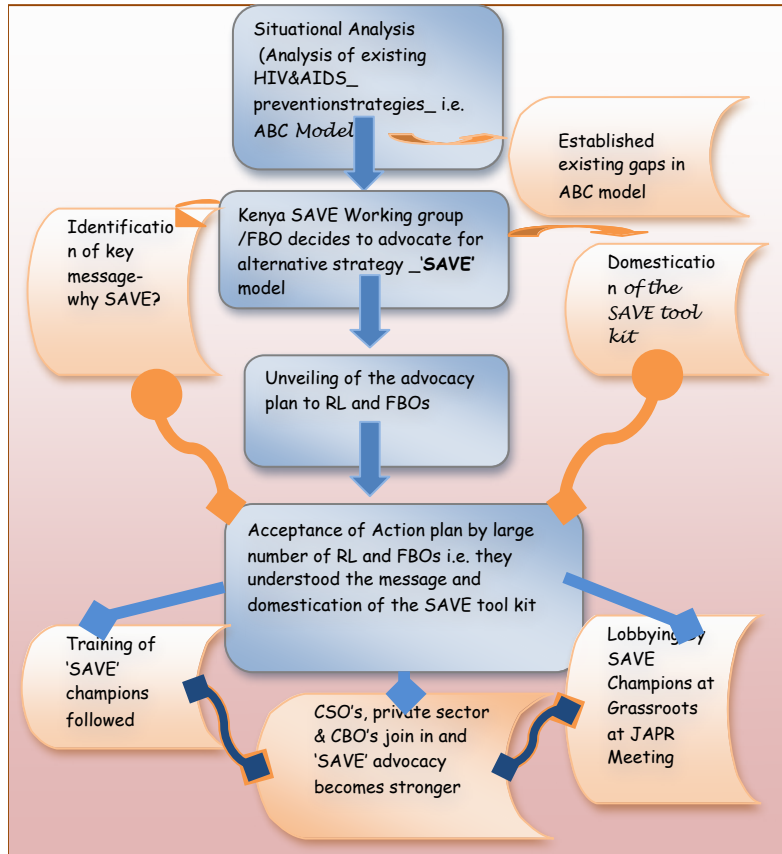 Situational Analysis
(Analysis of existing
HIV&AIDS_
preventionstrategies_ i.e.
ABC Model
Established
existing gaps in
ABC model
Identificatio
n of key
message-
why SAVE?
Kenya SAVE Working group
/FBO decides to advocate for
alternative strategy _‘SAVE’
model
Domesticatio
n of the
SAVE tool
kit
Unveiling of the advocacy
plan to RL and FBOs
Acceptance of Action plan by large
number of RL and FBOs i.e. they
understood the message and
domestication of the SAVE tool kit
Training of
‘SAVE’
champions
followed
CSO’s, private sector
& CBO’s join in and
‘SAVE’ advocacy
becomes stronger
Lobbying by
SAVE
Champions at
Grassroots
at JAPR
Meeting